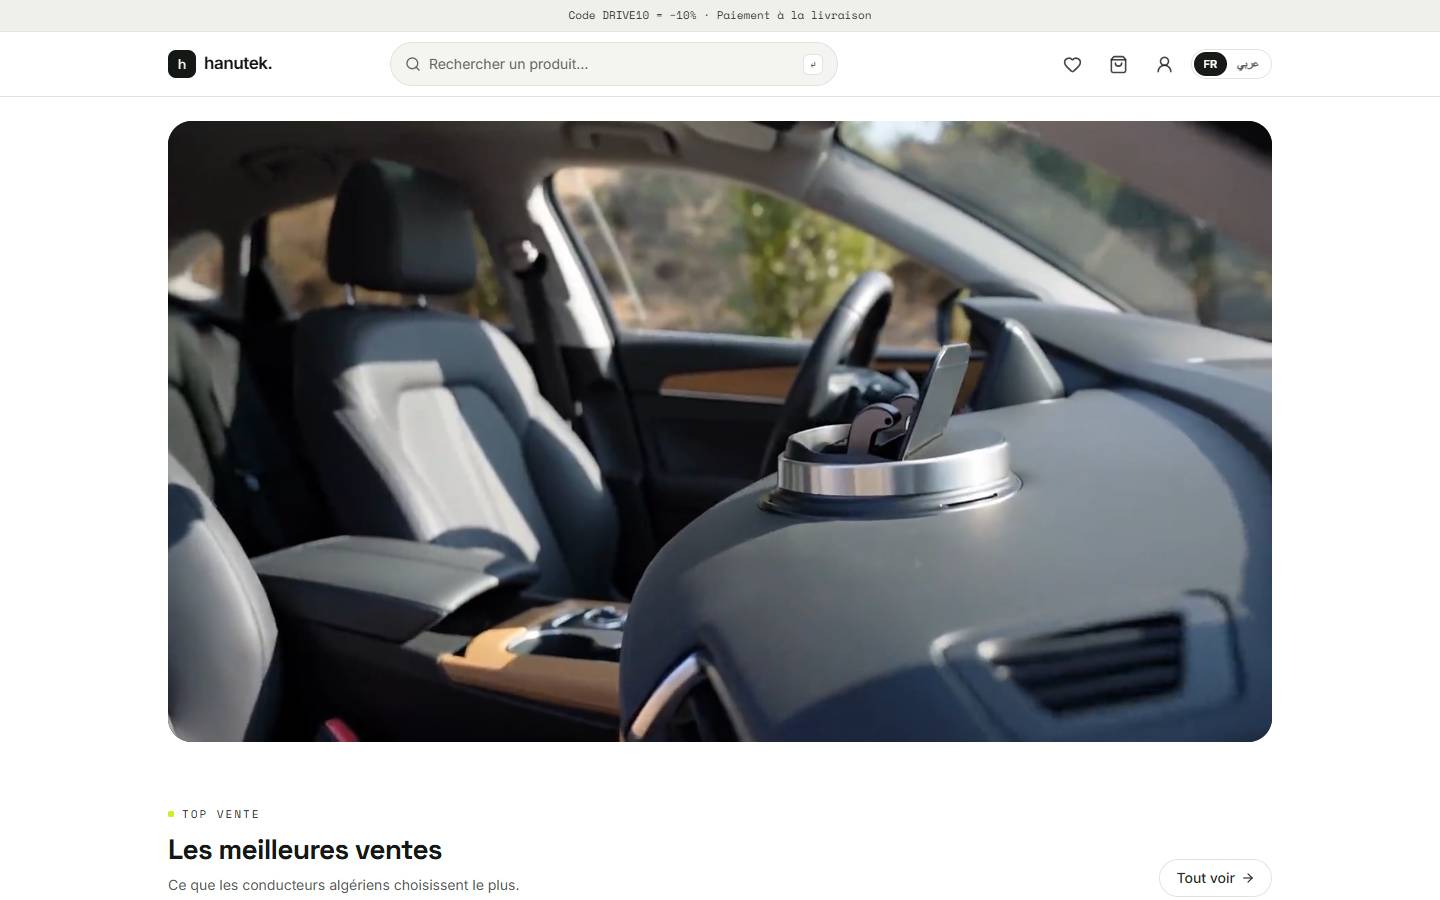 Code DRIVE10 = −10% · Paiement à la livraison
h hanutek.
Rechercher un produit...
FR عربي
TOP VENTE
Les meilleures ventes
Ce que les conducteurs algériens choisissent le plus.
Tout voir →